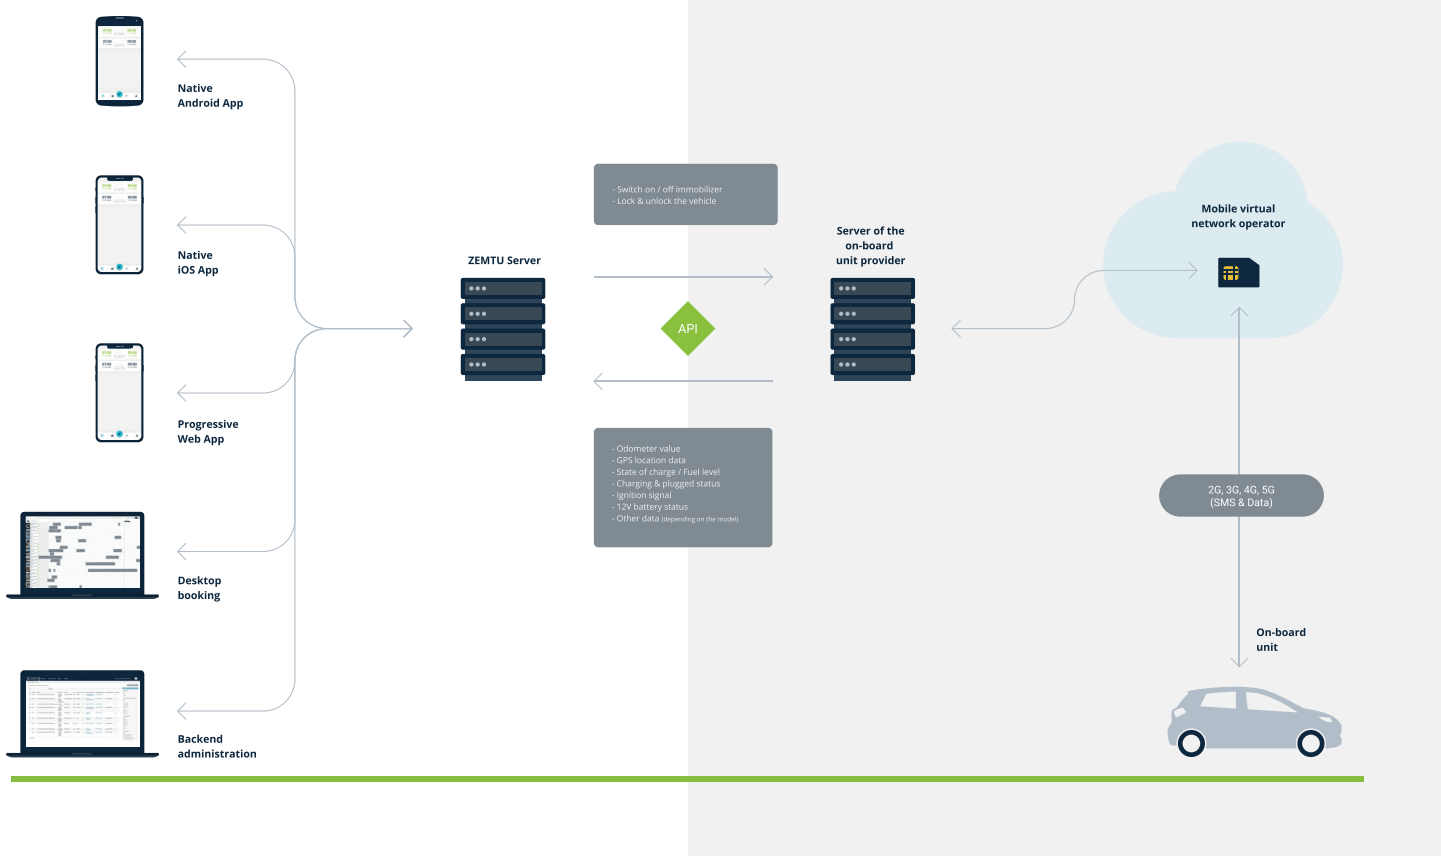 Native
Android App
Native
iOS App
Progressive
Web App
Desktop
booking
Backend
administration
ZEMTU Server
- Switch on / off immobilizer
- Lock & unlock the vehicle
API
- Odometer value
- GPS location data
- State of charge / Fuel level
- Charging & plugged status
- Ignition signal
- 12V battery status
- Other data (depending on the model)
Server of the
on-board
unit provider
Mobile virtual
network operator
2G, 3G, 4G, 5G
(SMS & Data)
On-board
unit